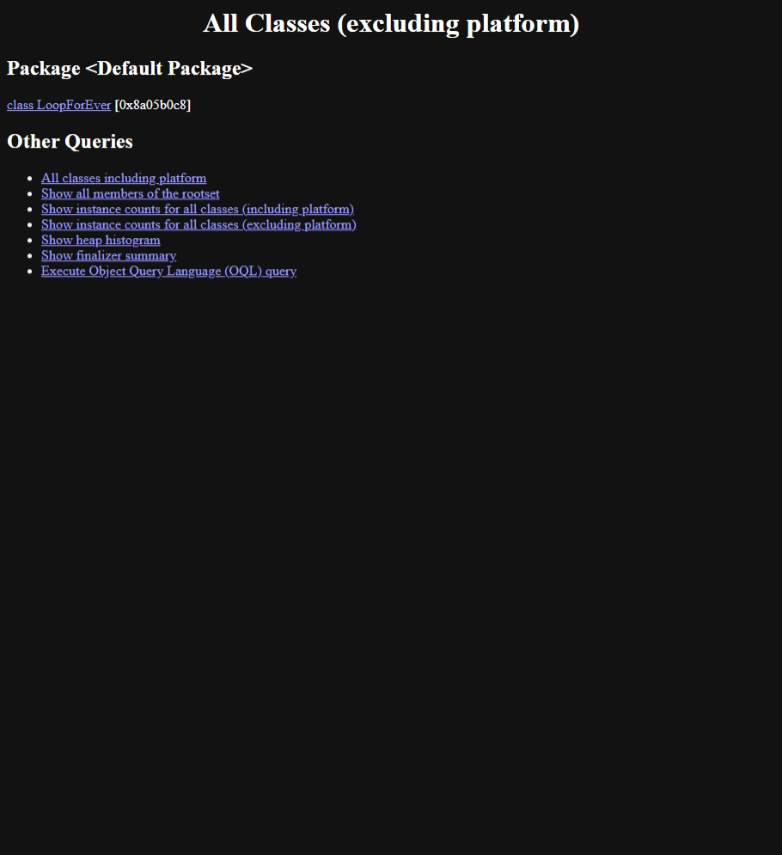 All Classes (excluding platform)
Package <Default Package>
class LoopForEver [0x8a05b0c8]
Other Queries
All classes including platform
Show all members of the rootset
Show instance counts for all classes (including platform)
Show instance counts for all classes (excluding platform)
Show heap histogram
Show finalizer summary
Execute Object Query Language (OQL) query